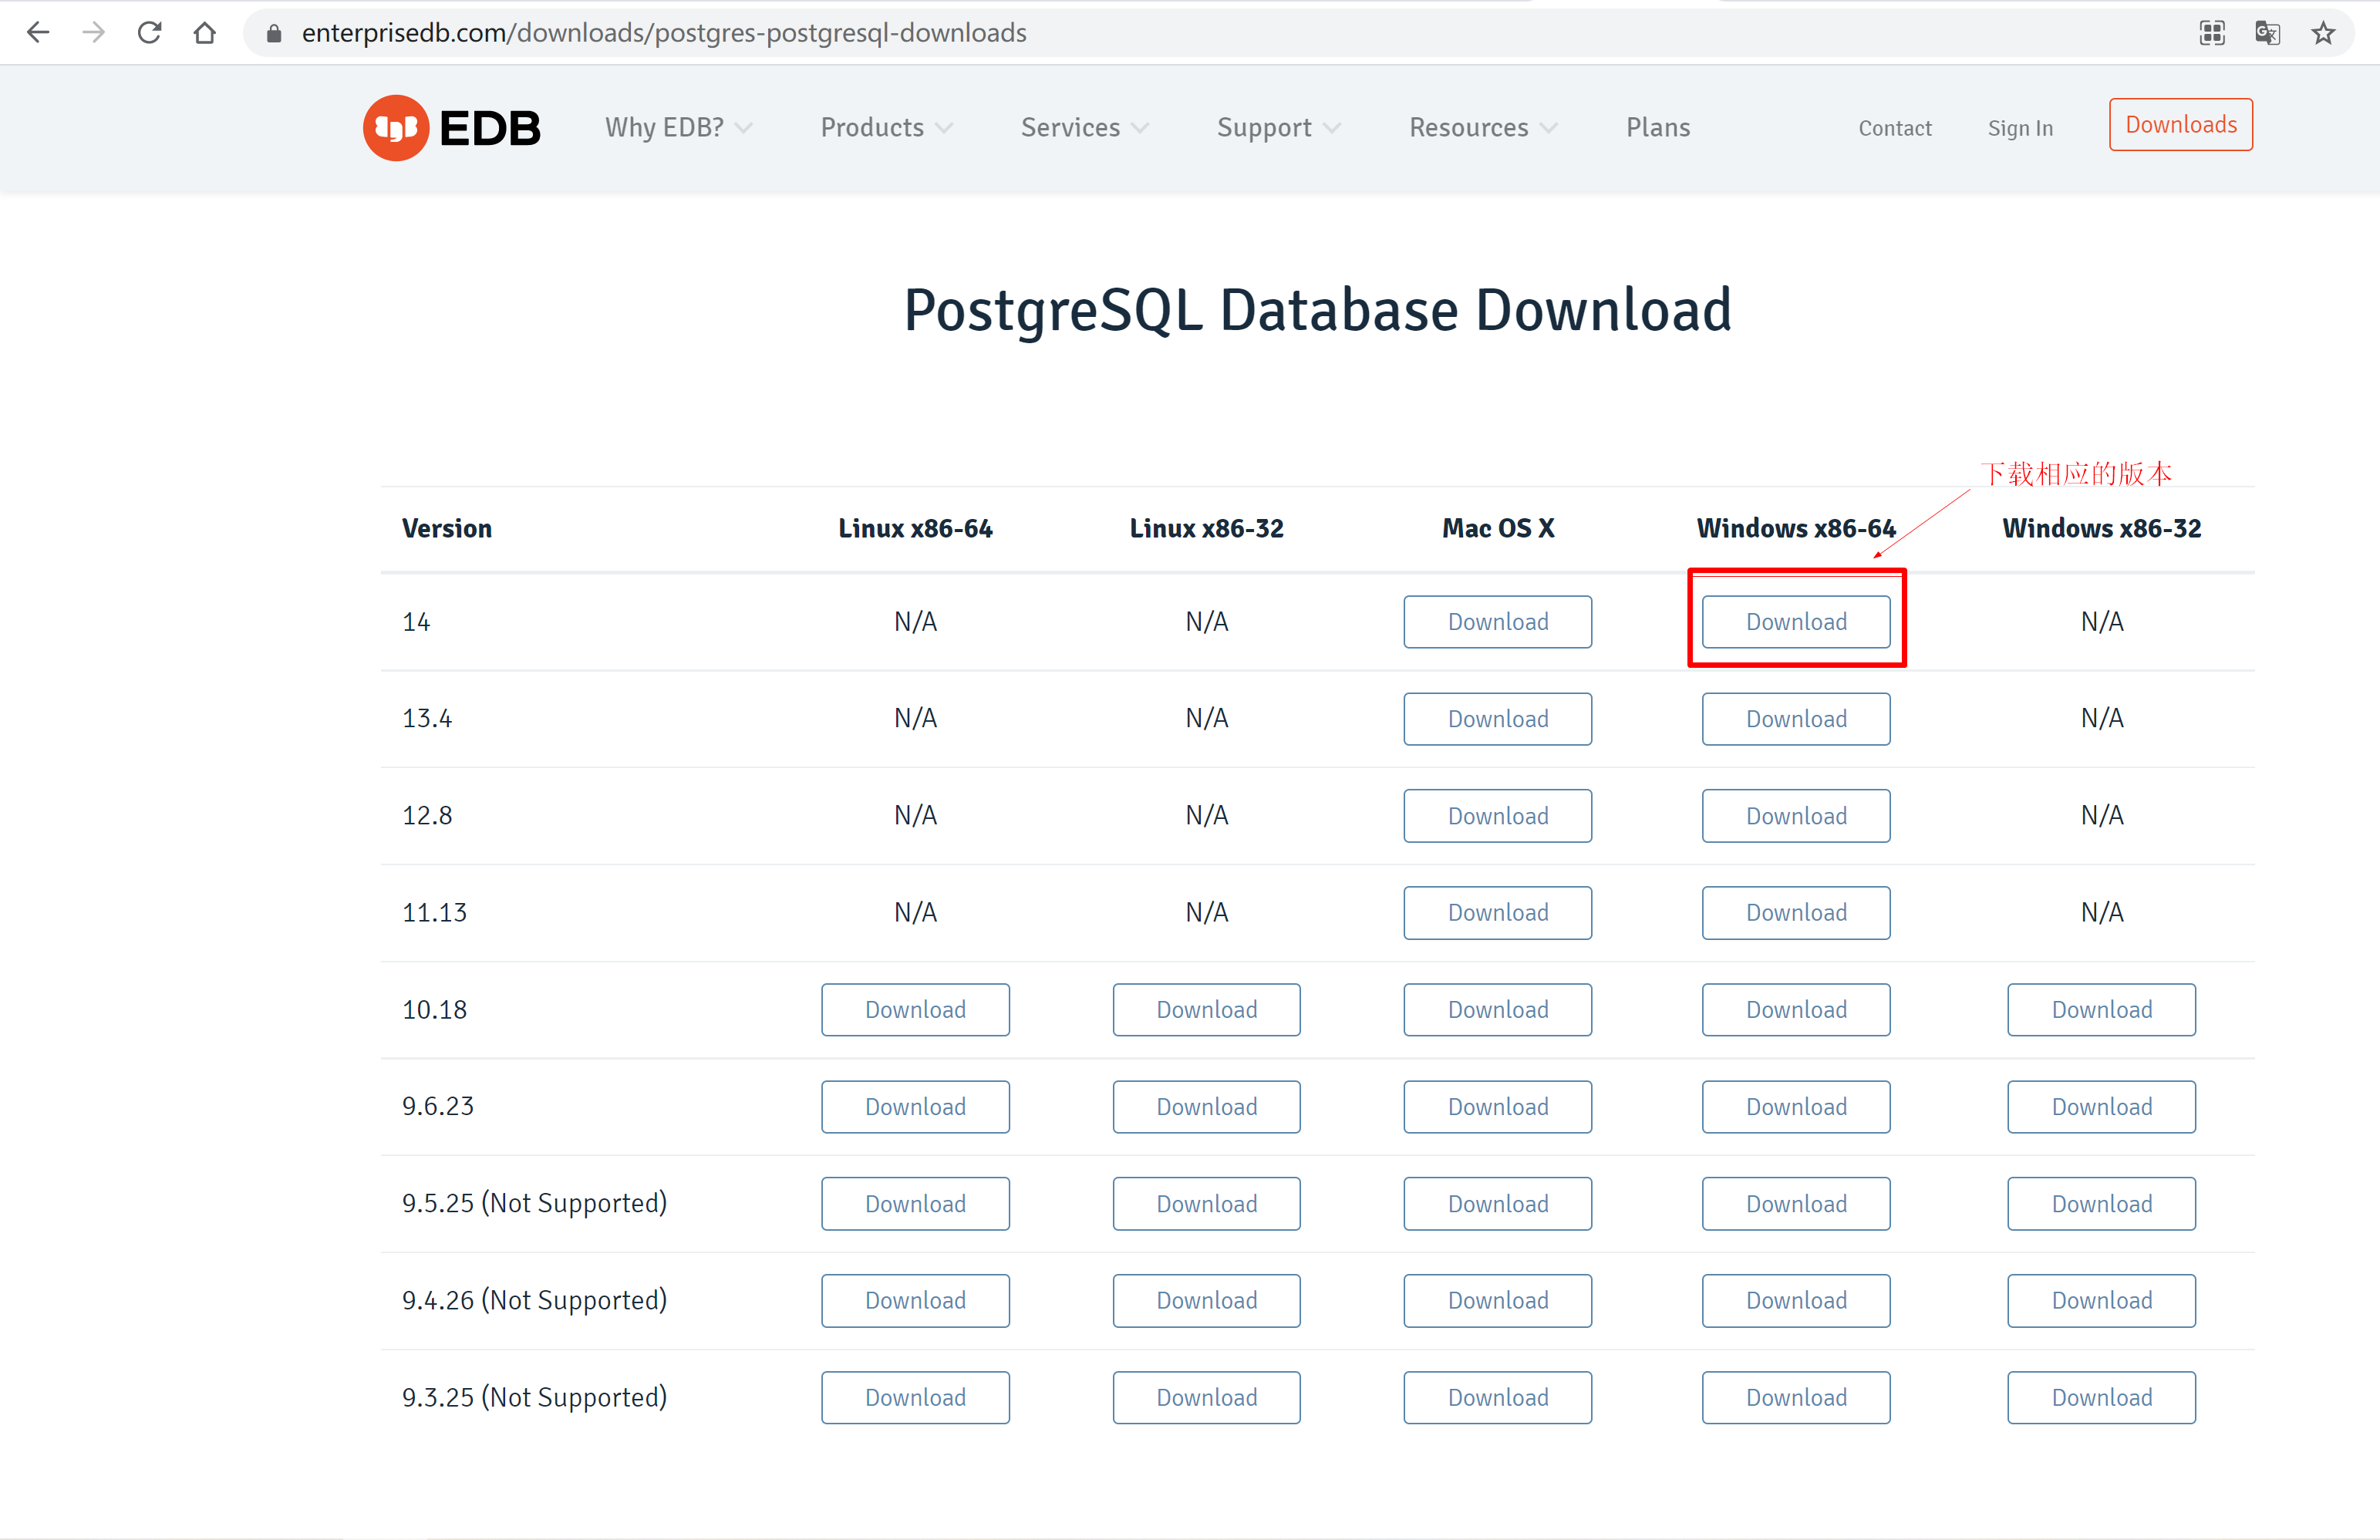 enterprisedb.com/downloads/postgres-postgresql-downloads
EDB Why EDB? Products Services Support Resources Plans Contact Sign In Downloads
PostgreSQL Database Download
下载相应的版本
Version Linux x86-64 Linux x86-32 Mac OS X Windows x86-64 Windows x86-32
14 N/A N/A Download Download N/A
13.4 N/A N/A Download Download N/A
12.8 N/A N/A Download Download N/A
11.13 N/A N/A Download Download N/A
10.18 Download Download Download Download Download
9.6.23 Download Download Download Download Download
9.5.25 (Not Supported) Download Download Download Download Download
9.4.26 (Not Supported) Download Download Download Download Download
9.3.25 (Not Supported) Download Download Download Download Download